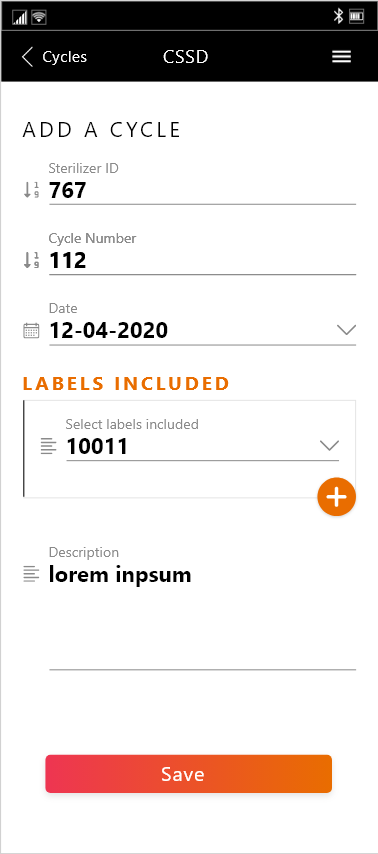 Cycles CSSD
ADD A CYCLE
Sterilizer ID
767
Cycle Number
112
Date
12-04-2020
LABELS INCLUDED
Select labels included
10011
Description
lorem inpsum
Save